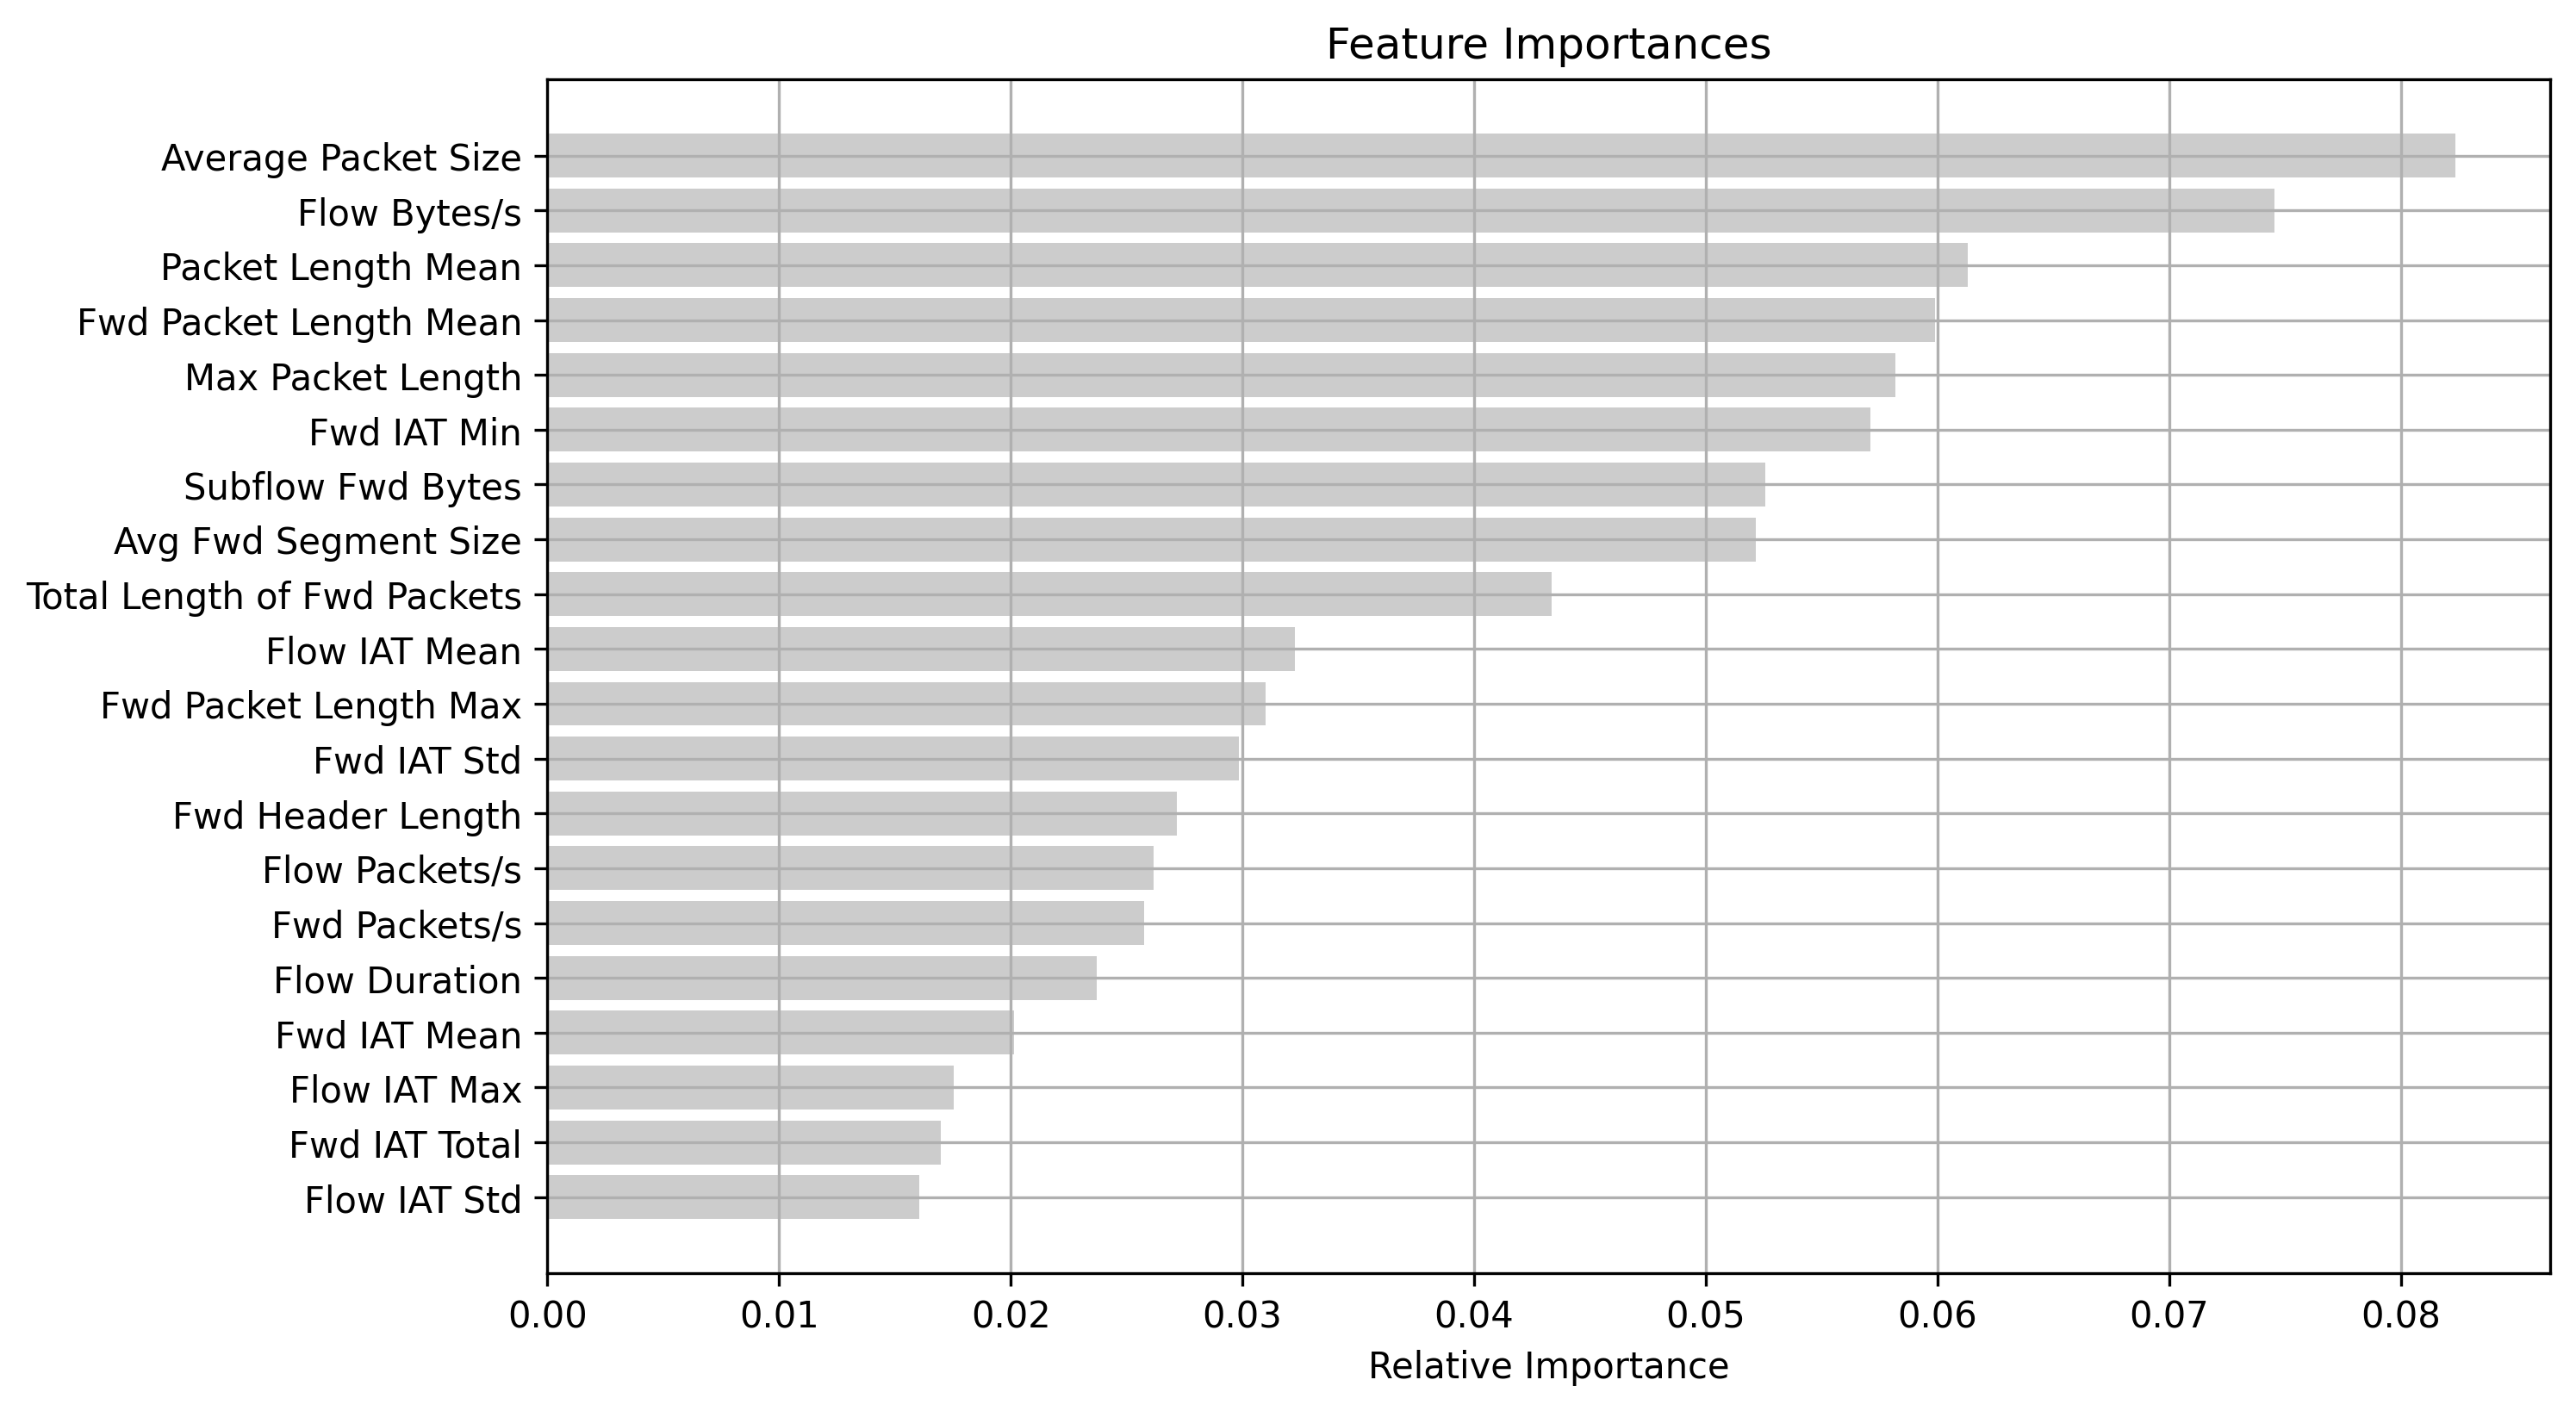 Feature Importances
Average Packet Size
Flow Bytes/s
Packet Length Mean
Fwd Packet Length Mean
Max Packet Length
Fwd IAT Min
Subflow Fwd Bytes
Avg Fwd Segment Size
Total Length of Fwd Packets
Flow IAT Mean
Fwd Packet Length Max
Fwd IAT Std
Fwd Header Length
Flow Packets/s
Fwd Packets/s
Flow Duration
Fwd IAT Mean
Flow IAT Max
Fwd IAT Total
Flow IAT Std
0.00 0.01 0.02 0.03 0.04 0.05 0.06 0.07 0.08
Relative Importance